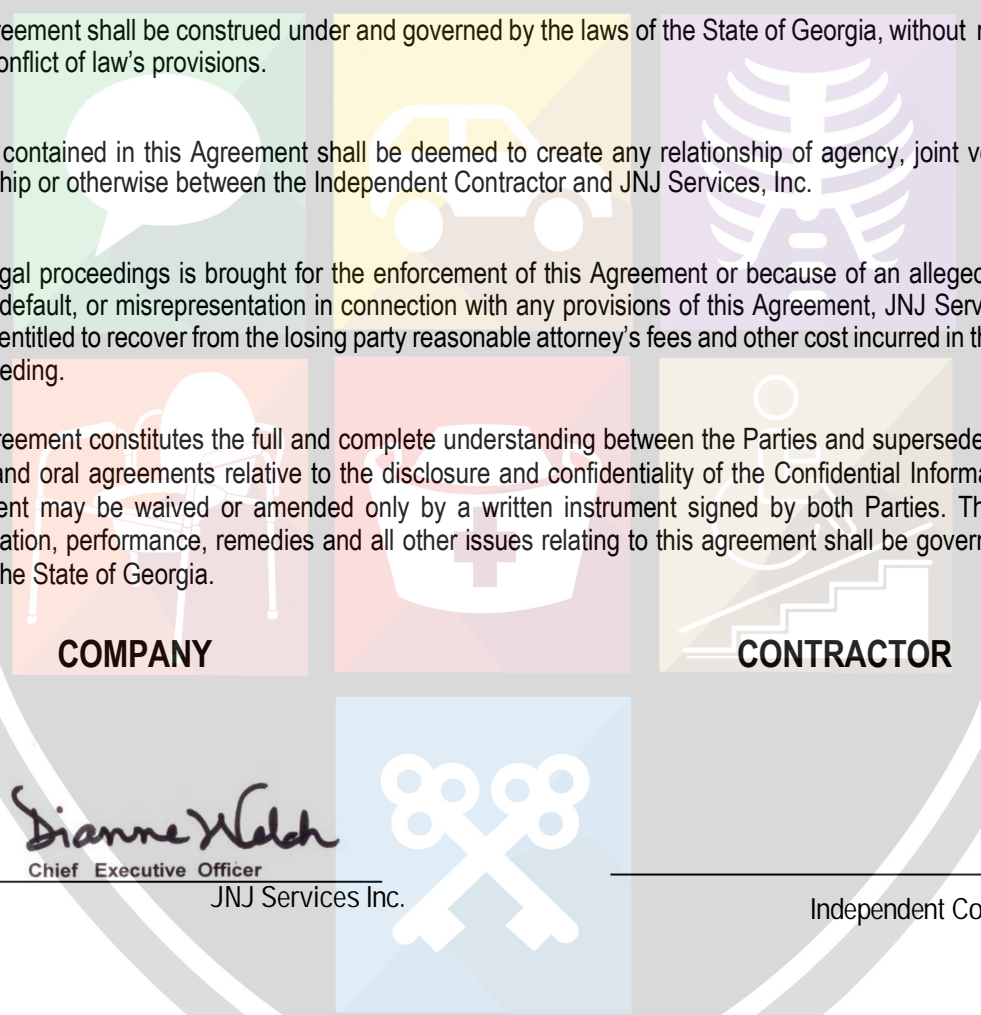 reement shall be construed under and governed by the laws of the State of Georgia, without
onflict of law's provisions.
contained in this Agreement shall be deemed to create any relationship of agency, joint v
hip or otherwise between the Independent Contractor and JNJ Services, Inc.
gal proceedings is brought for the enforcement of this Agreement or because of an alleged
default, or misrepresentation in connection with any provisions of this Agreement, JNJ Serv
entitled to recover from the losing party reasonable attorney's fees and other cost incurred in th
eding.
reement constitutes the full and complete understanding between the Parties and supersede
and oral agreements relative to the disclosure and confidentiality of the Confidential Informa
ent may be waived or amended only by a written instrument signed by both Parties. Th
ation, performance, remedies and all other issues relating to this agreement shall be govern
he State of Georgia.
COMPANY CONTRACTOR
Dianne Welch
Chief Executive Officer
JNJ Services Inc.
Independent Co